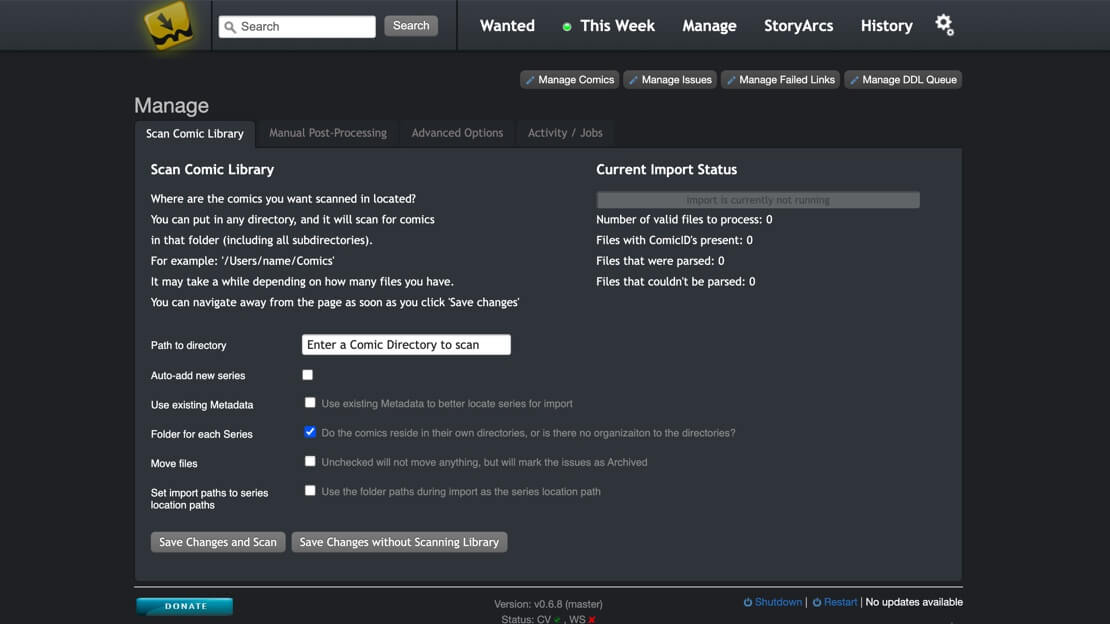 Search
Search
Wanted
This Week
Manage
StoryArcs
History
Manage Comics
Manage Issues
Manage Failed Links
Manage DDL Queue
Manage
Scan Comic Library
Manual Post-Processing
Advanced Options
Activity / Jobs
Scan Comic Library
Where are the comics you want scanned in located?
You can put in any directory, and it will scan for comics
in that folder (including all subdirectories).
For example: '/Users/name/Comics'
It may take a while depending on how many files you have.
You can navigate away from the page as soon as you click 'Save changes'
Current Import Status
Import is currently not running
Number of valid files to process: 0
Files with ComicID's present: 0
Files that were parsed: 0
Files that couldn't be parsed: 0
Path to directory
Enter a Comic Directory to scan
Auto-add new series
Use existing Metadata
Use existing Metadata to better locate series for import
Folder for each Series
Do the comics reside in their own directories, or is there no organizaiton to the directories?
Move files
Unchecked will not move anything, but will mark the issues as Archived
Set import paths to series
location paths
Use the folder paths during import as the series location path
Save Changes and Scan
Save Changes without Scanning Library
DONATE
Version: v0.6.8 (master)
Status: CV ✓ , WS ✗
Shutdown | Restart | No updates available